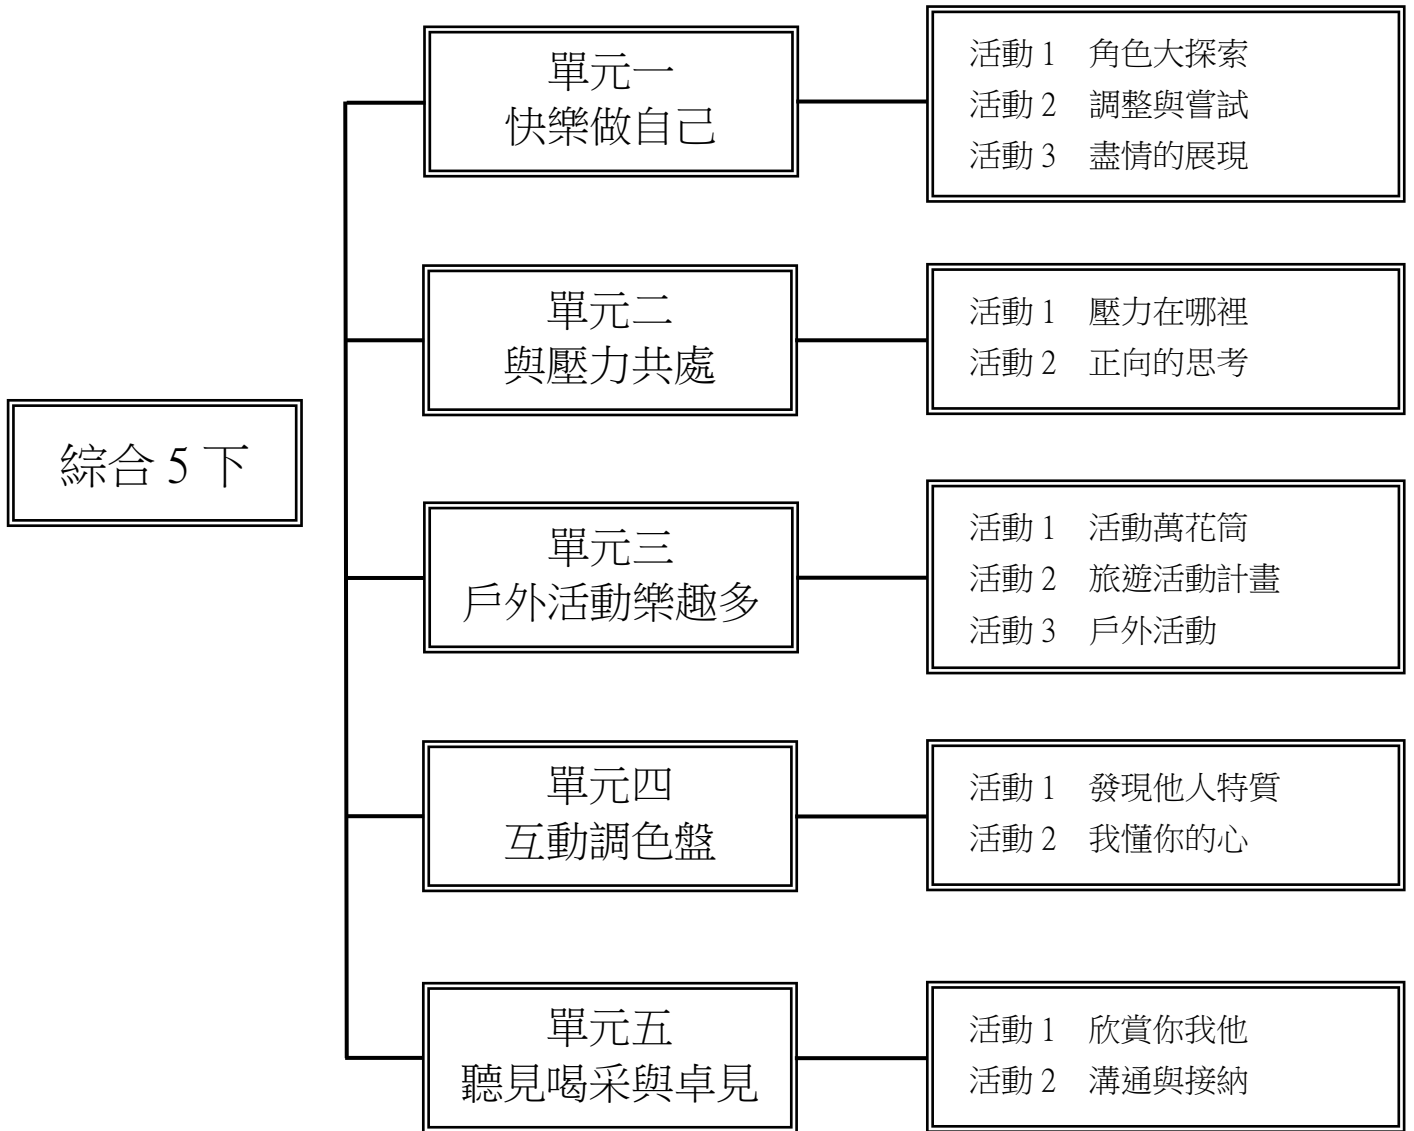 綜合 5 下
單元一
快樂做自己
活動 1 角色大探索
活動 2 調整與嘗試
活動 3 盡情的展現
單元二
與壓力共處
活動 1 壓力在哪裡
活動 2 正向的思考
單元三
戶外活動樂趣多
活動 1 活動萬花筒
活動 2 旅遊活動計畫
活動 3 戶外活動
單元四
互動調色盤
活動 1 發現他人特質
活動 2 我懂你的心
單元五
聽見喝采與卓見
活動 1 欣賞你我他
活動 2 溝通與接納